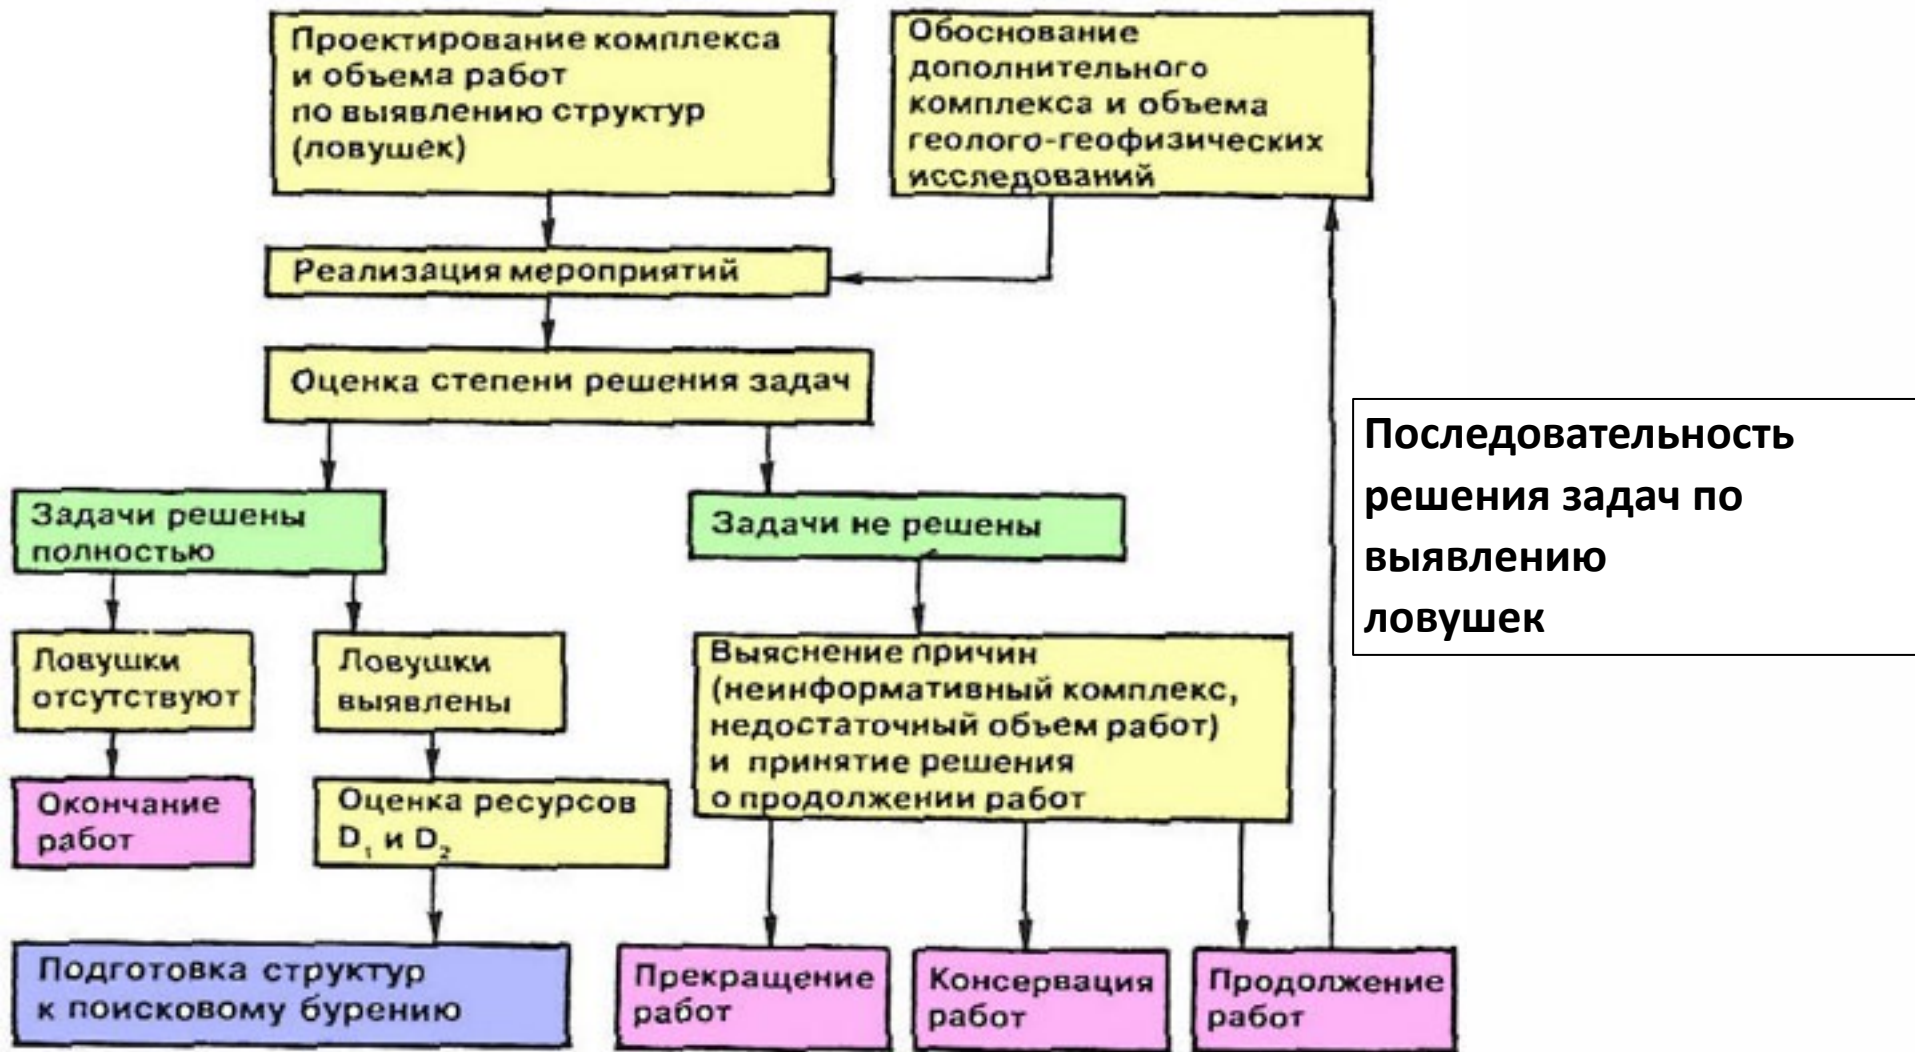 Проектирование комплекса
и объема работ
по выявлению структур
(ловушек)
Обоснование
дополнительного
комплекса и объема
геолого-геофизических
исследований
Реализация мероприятий
Оценка степени решения задач
Последовательность
решения задач по
выявлению
ловушек
Задачи решены
полностью
Задачи не решены
Ловушки
отсутствуют
Ловушки
выявлены
Выяснение причин
(неинформативный комплекс,
недостаточный объем работ)
и принятие решения
о продолжении работ
Окончание
работ
Оценка ресурсов
D₁ и D₂
Подготовка структур
к поисковому бурению
Прекращение
работ
Консервация
работ
Продолжение
работ